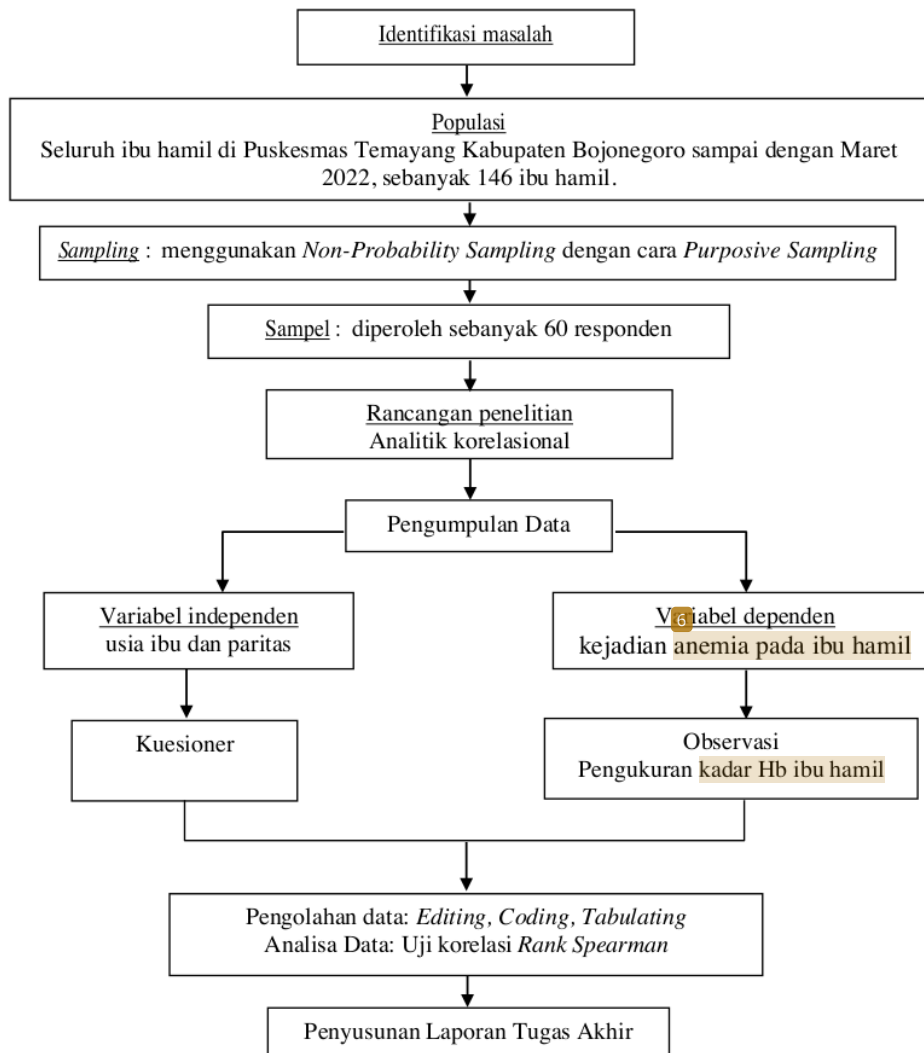 Identifikasi masalah
Populasi
Seluruh ibu hamil di Puskesmas Temayang Kabupaten Bojonegoro sampai dengan Maret
2022, sebanyak 146 ibu hamil.
Sampling : menggunakan Non-Probability Sampling dengan cara Purposive Sampling
Sampel : diperoleh sebanyak 60 responden
Rancangan penelitian
Analitik korelasional
Pengumpulan Data
Variabel independen
usia ibu dan paritas
Variabel dependen
6
kejadian anemia pada ibu hamil
Kuesioner
Observasi
Pengukuran kadar Hb ibu hamil
Pengolahan data: Editing, Coding, Tabulating
Analisa Data: Uji korelasi Rank Spearman
Penyusunan Laporan Tugas Akhir